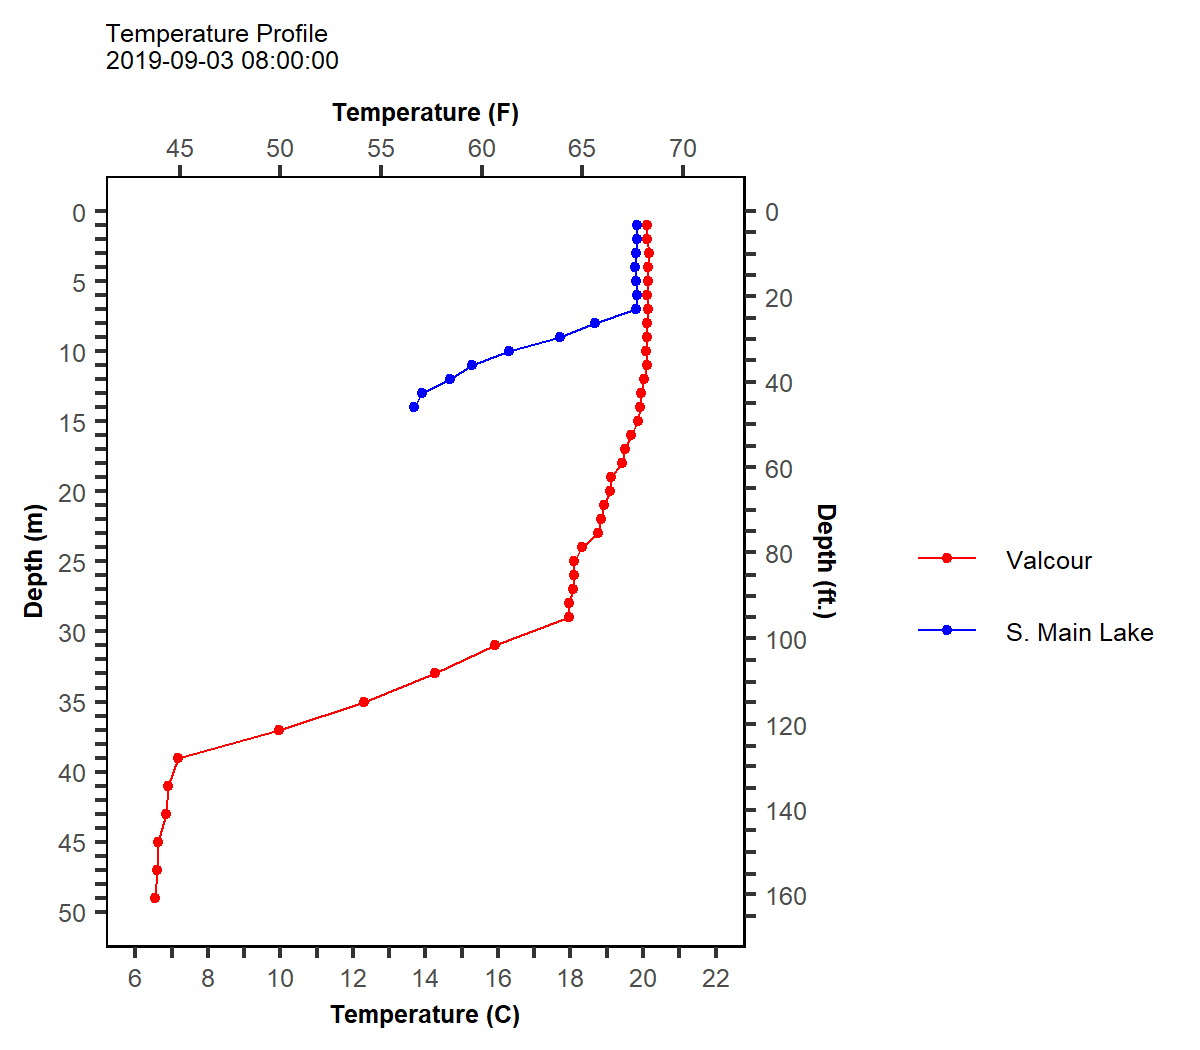 Temperature Profile
2019-09-03 08:00:00
Temperature (F)
45 50 55 60 65 70
0
5
10
15
20
25
30
35
40
45
50
Depth (m)
0
20
40
60
80
100
120
140
160
Depth (ft.)
Valcour
S. Main Lake
6 8 10 12 14 16 18 20 22
Temperature (C)